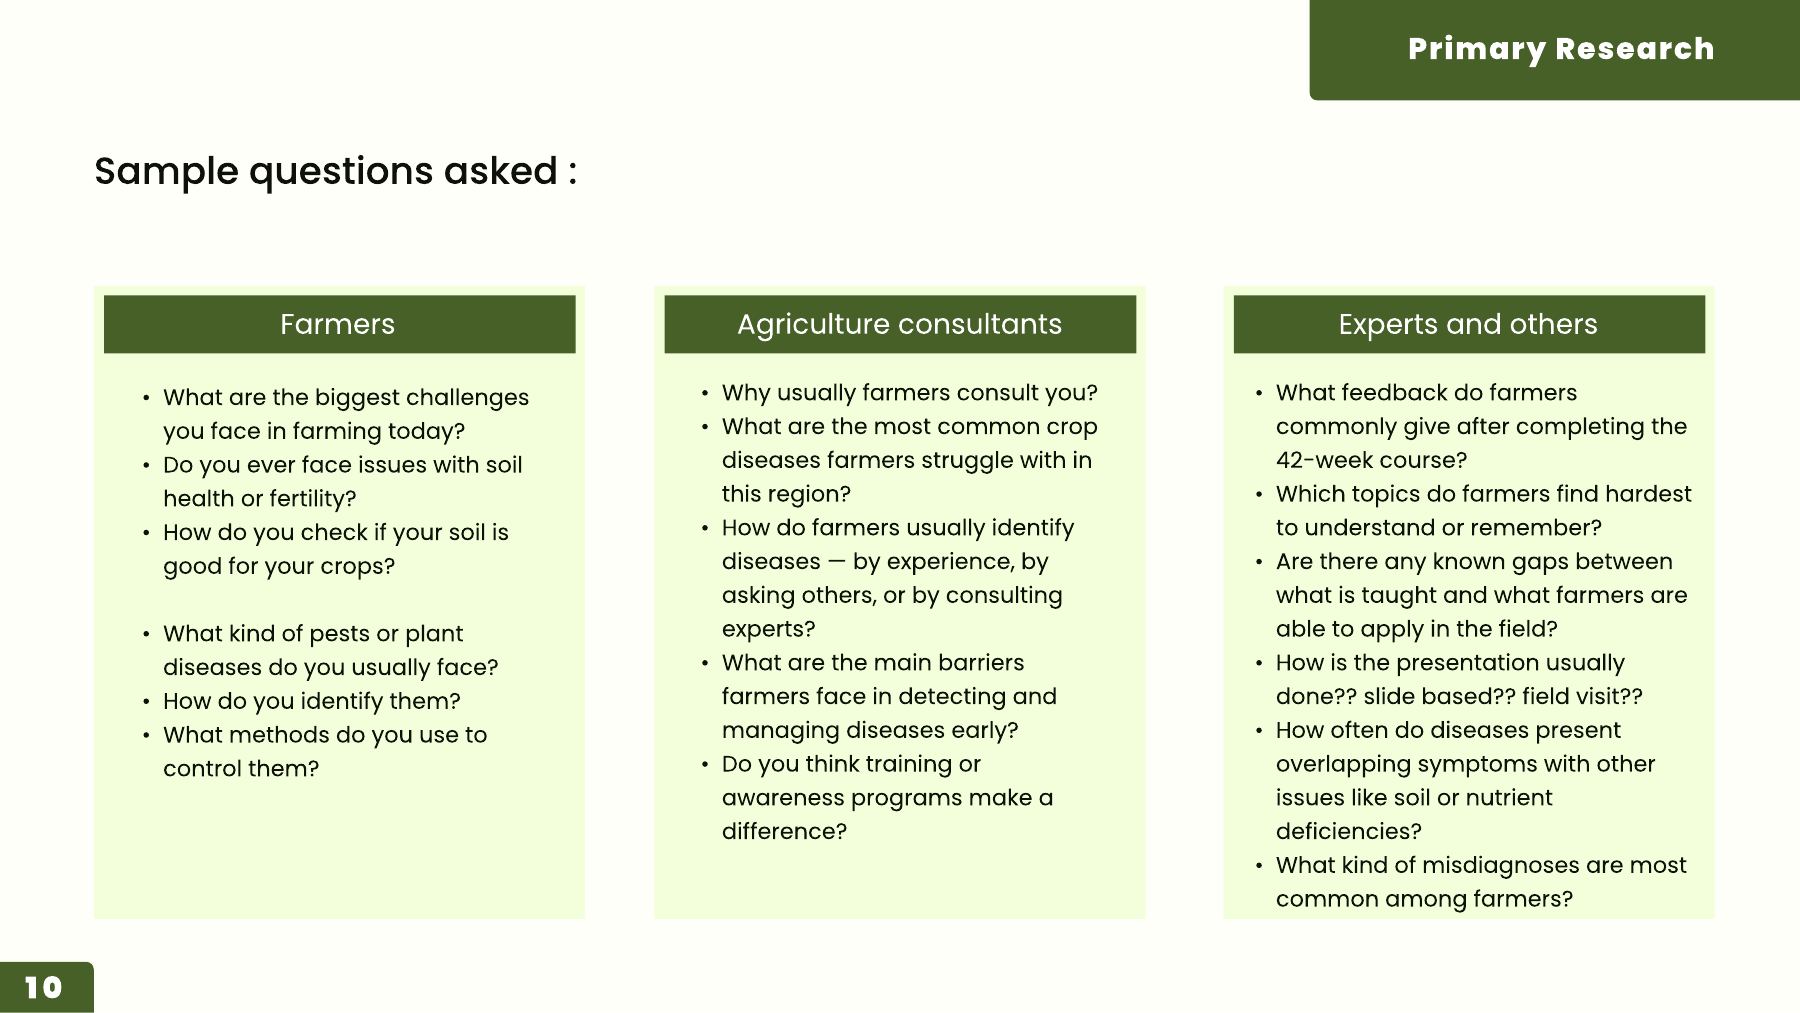 Primary Research
Sample questions asked :
Farmers
• What are the biggest challenges
you face in farming today?
• Do you ever face issues with soil
health or fertility?
• How do you check if your soil is
good for your crops?
• What kind of pests or plant
diseases do you usually face?
• How do you identify them?
• What methods do you use to
control them?
Agriculture consultants
• Why usually farmers consult you?
• What are the most common crop
diseases farmers struggle with in
this region?
• How do farmers usually identify
diseases — by experience, by
asking others, or by consulting
experts?
• What are the main barriers
farmers face in detecting and
managing diseases early?
• Do you think training or
awareness programs make a
difference?
Experts and others
• What feedback do farmers
commonly give after completing the
42-week course?
• Which topics do farmers find hardest
to understand or remember?
• Are there any known gaps between
what is taught and what farmers are
able to apply in the field?
• How is the presentation usually
done?? slide based?? field visit??
• How often do diseases present
overlapping symptoms with other
issues like soil or nutrient
deficiencies?
• What kind of misdiagnoses are most
common among farmers?
10